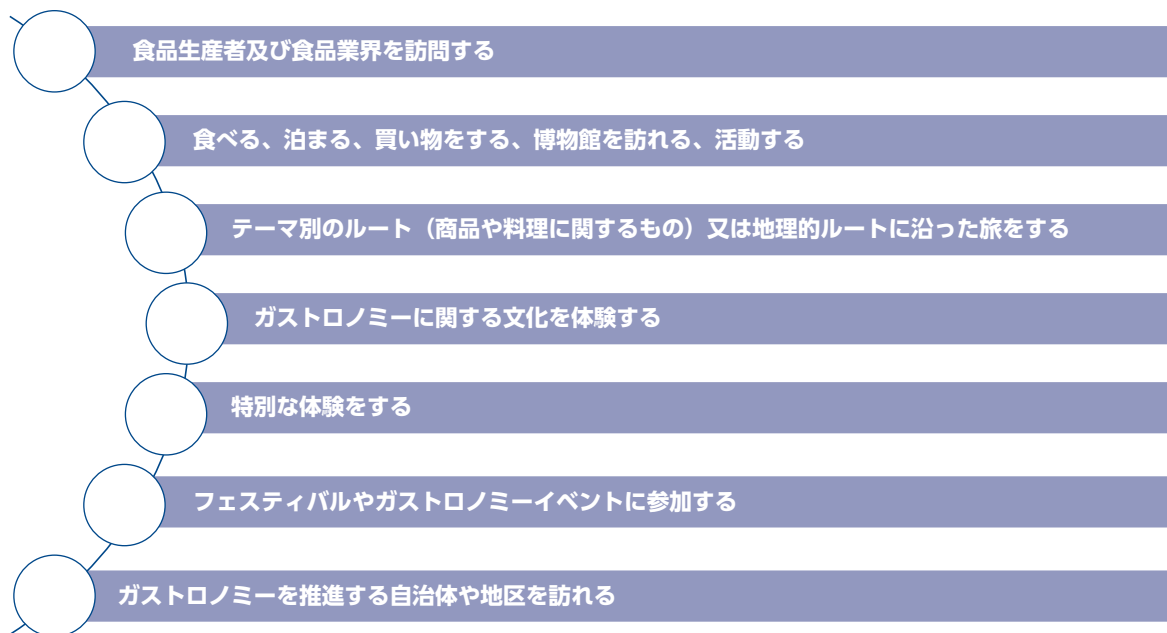 食品生産者及び食品業界を訪問する
食べる、泊まる、買い物をする、博物館を訪れる、活動する
テーマ別のルート（商品や料理に関するもの）又は地理的ルートに沿った旅をする
ガストロノミーに関する文化を体験する
特別な体験をする
フェスティバルやガストロノミーイベントに参加する
ガストロノミーを推進する自治体や地区を訪れる